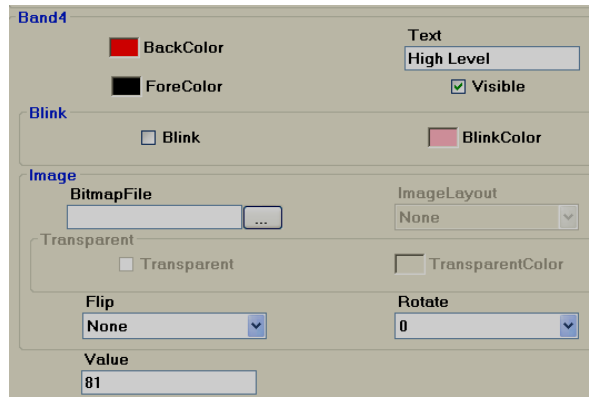 Band4
BackColor
Text
High Level
ForeColor
Visible
Blink
Blink
BlinkColor
Image
BitmapFile
ImageLayout
...
None
Transparent
Transparent
TransparentColor
Flip
Rotate
None
0
Value
81